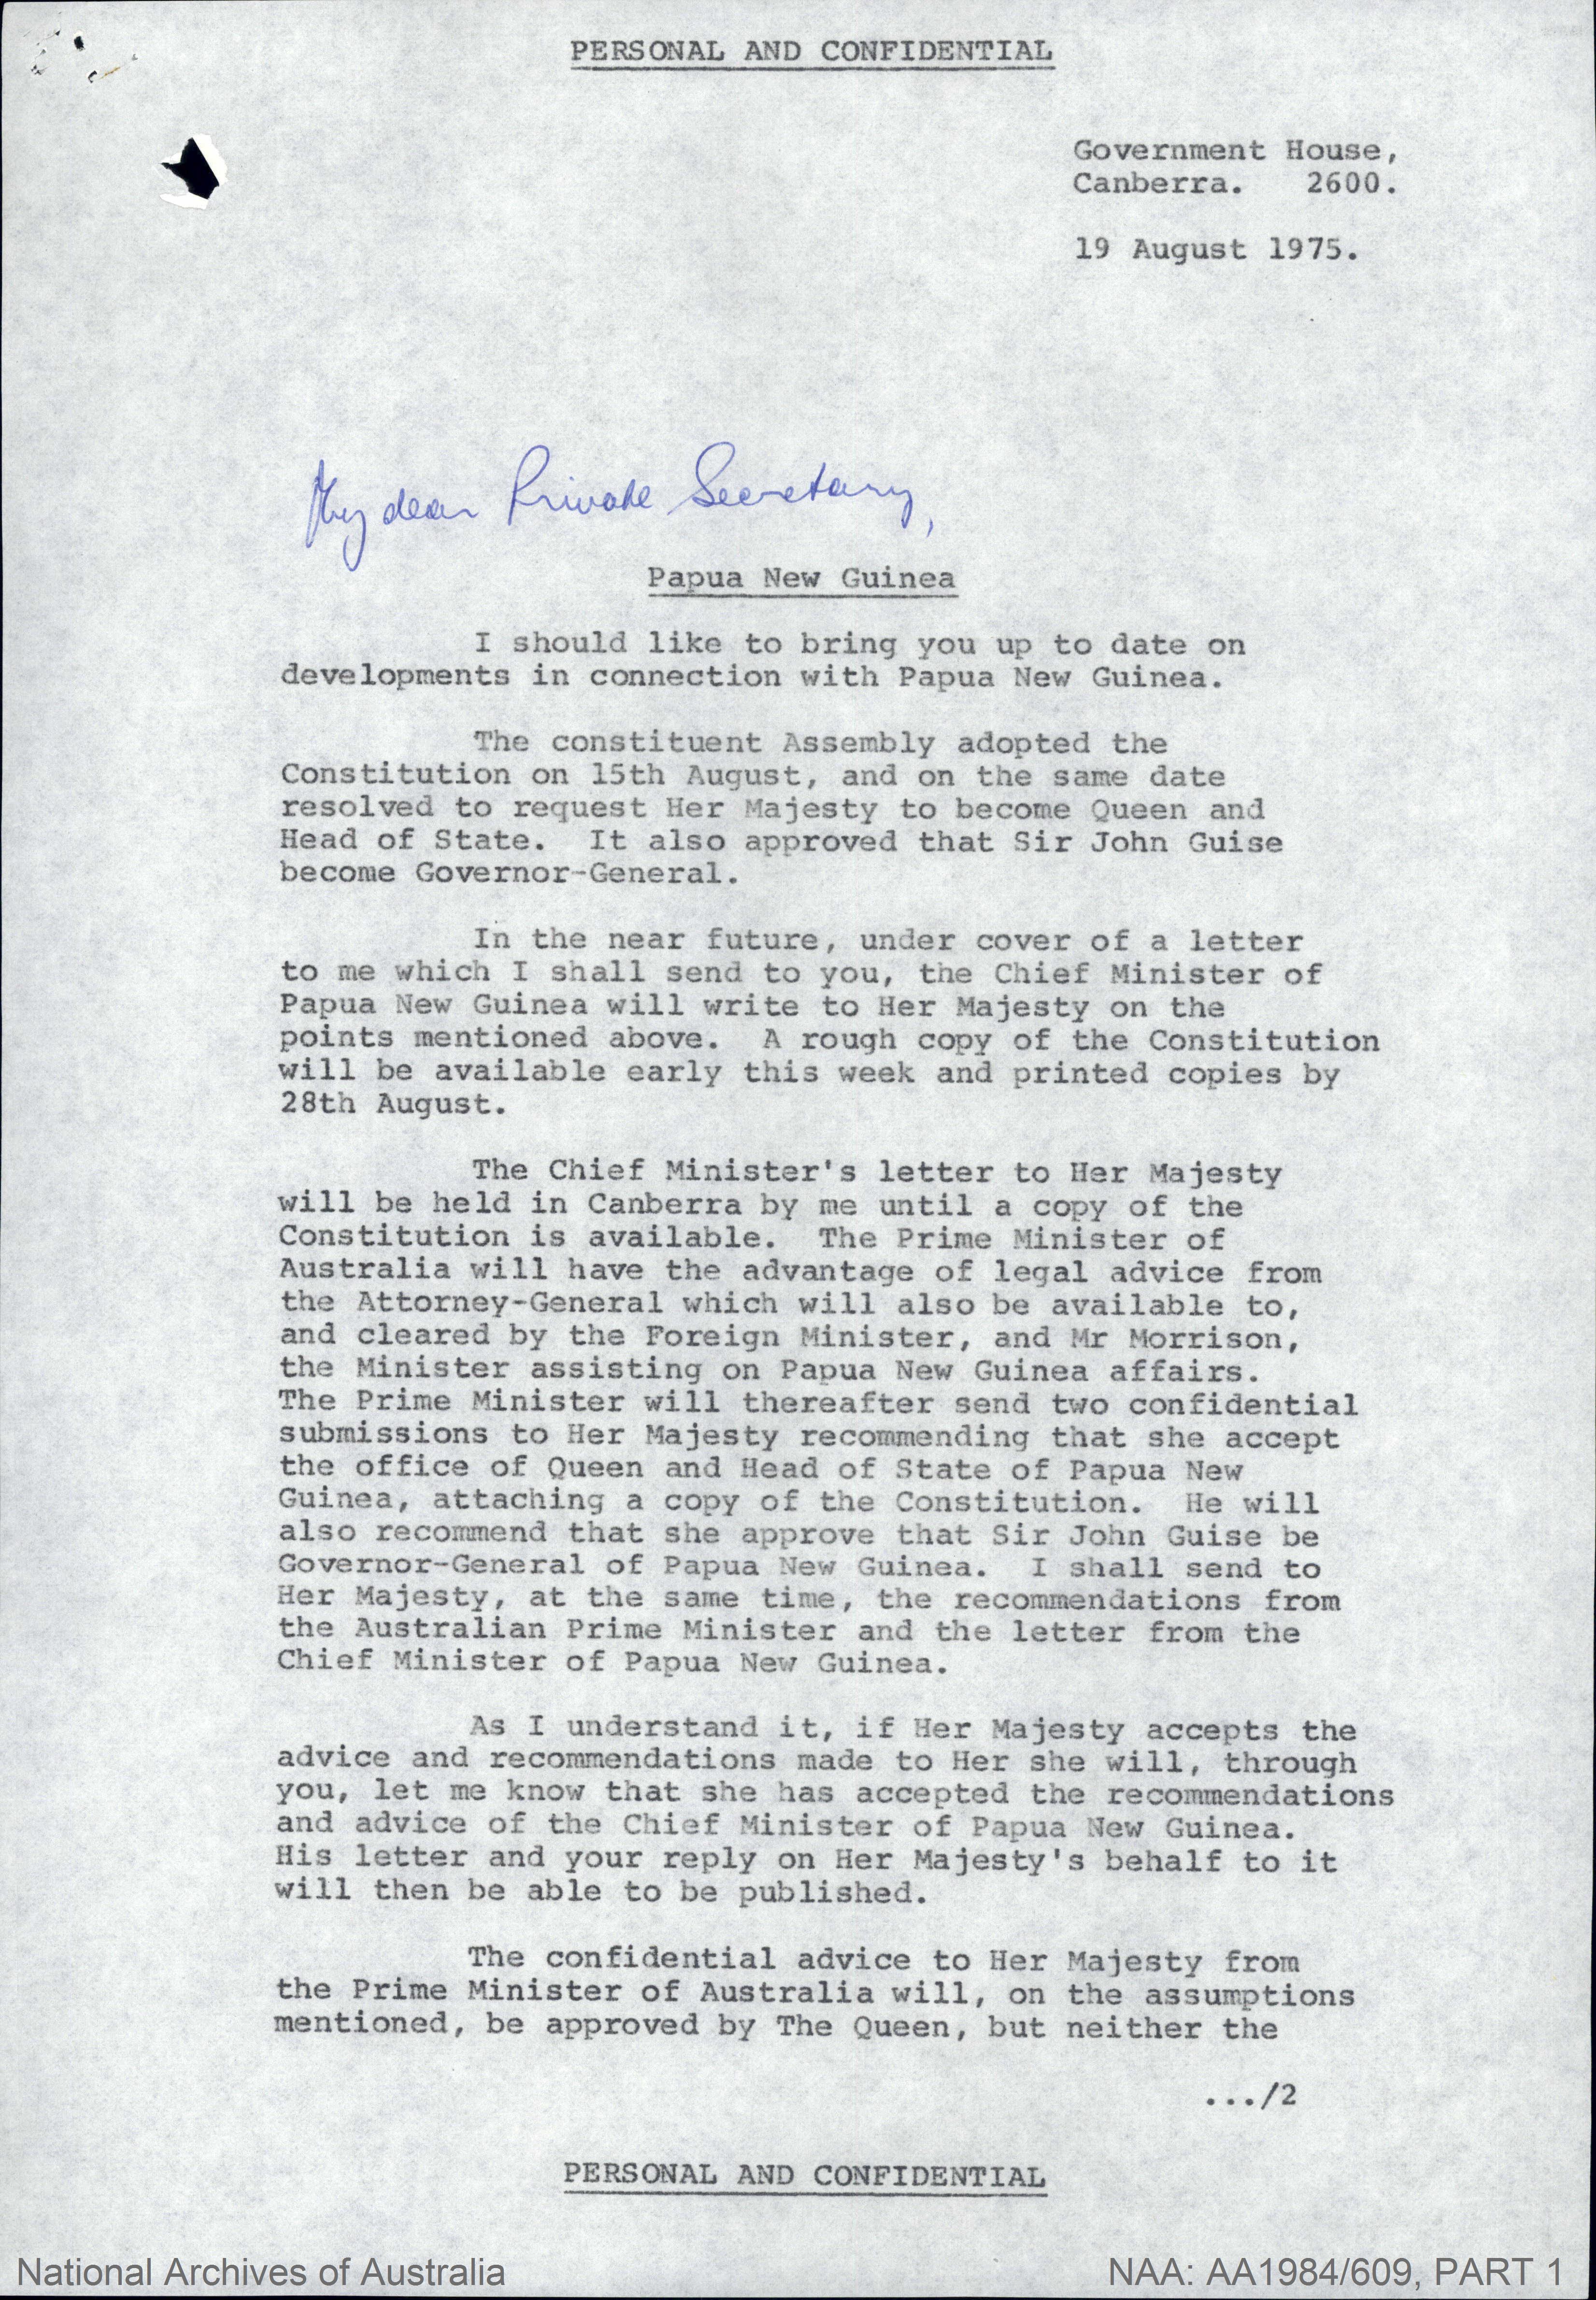 PERSONAL AND CONFIDENTIAL
Government House,
Canberra. 2600.
19 August 1975.
My dear Private Secretary,
Papua New Guinea
I should like to bring you up to date on
developments in connection with Papua New Guinea.
The constituent Assembly adopted the
Constitution on 15th August, and on the same date
resolved to request Her Majesty to become Queen and
Head of State. It also approved that Sir John Guise
become Governor-General.
In the near future, under cover of a letter
to me which I shall send to you, the Chief Minister of
Papua New Guinea will write to Her Majesty on the
points mentioned above. A rough copy of the Constitution
will be available early this week and printed copies by
28th August.
The Chief Minister's letter to Her Majesty
will be held in Canberra by me until a copy of the
Constitution is available. The Prime Minister of
Australia will have the advantage of legal advice from
the Attorney-General which will also be available to,
and cleared by the Foreign Minister, and Mr Morrison,
the Minister assisting on Papua New Guinea affairs.
The Prime Minister will thereafter send two confidential
submissions to Her Majesty recommending that she accept
the office of Queen and Head of State of Papua New
Guinea, attaching a copy of the Constitution. He will
also recommend that she approve that Sir John Guise be
Governor-General of Papua New Guinea. I shall send to
Her Majesty, at the same time, the recommendations from
the Australian Prime Minister and the letter from the
Chief Minister of Papua New Guinea.
As I understand it, if Her Majesty accepts the
advice and recommendations made to Her she will, through
you, let me know that she has accepted the recommendations
and advice of the Chief Minister of Papua New Guinea.
His letter and your reply on Her Majesty's behalf to it
will then be able to be published.
The confidential advice to Her Majesty from
the Prime Minister of Australia will, on the assumptions
mentioned, be approved by The Queen, but neither the
.../2
PERSONAL AND CONFIDENTIAL
National Archives of Australia
NAA: AA1984/609, PART 1